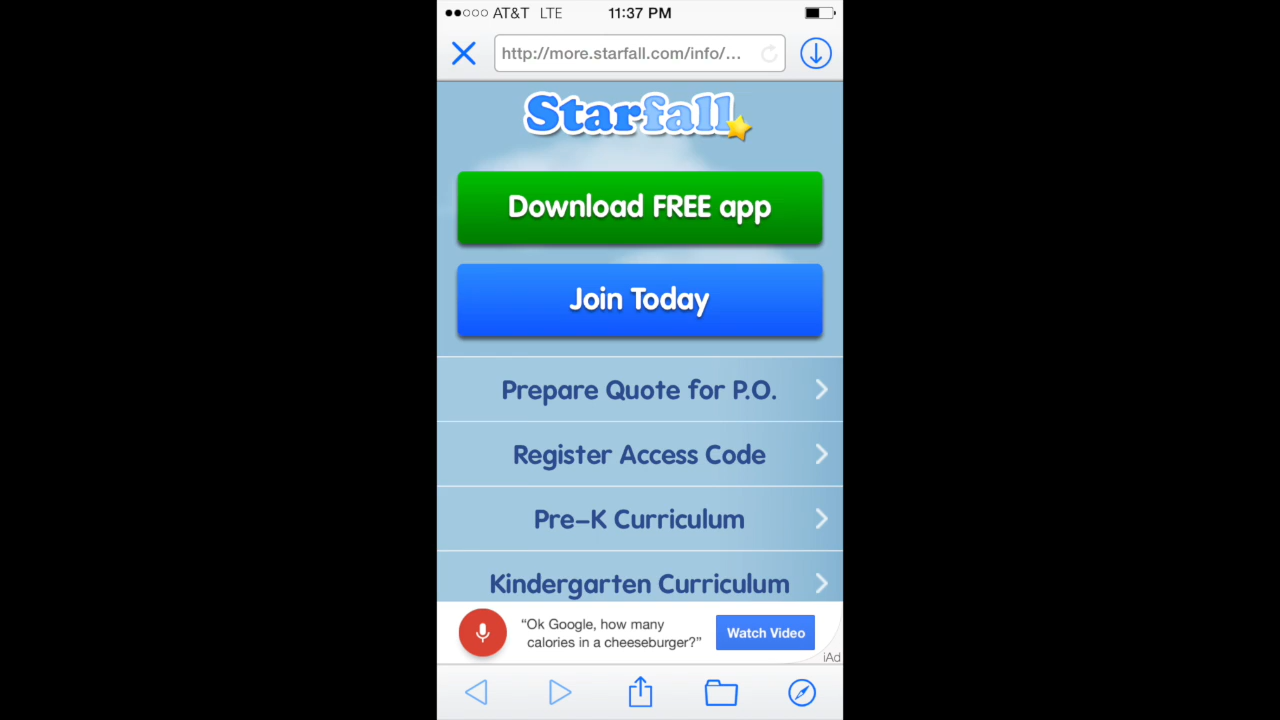 AT&T LTE 11:37 PM
http://more.starfall.com/info/...
Starfall
Download FREE app
Join Today
Prepare Quote for P.O.
Register Access Code
Pre-K Curriculum
Kindergarten Curriculum
“Ok Google, how many
calories in a cheeseburger?”
Watch Video
iAd